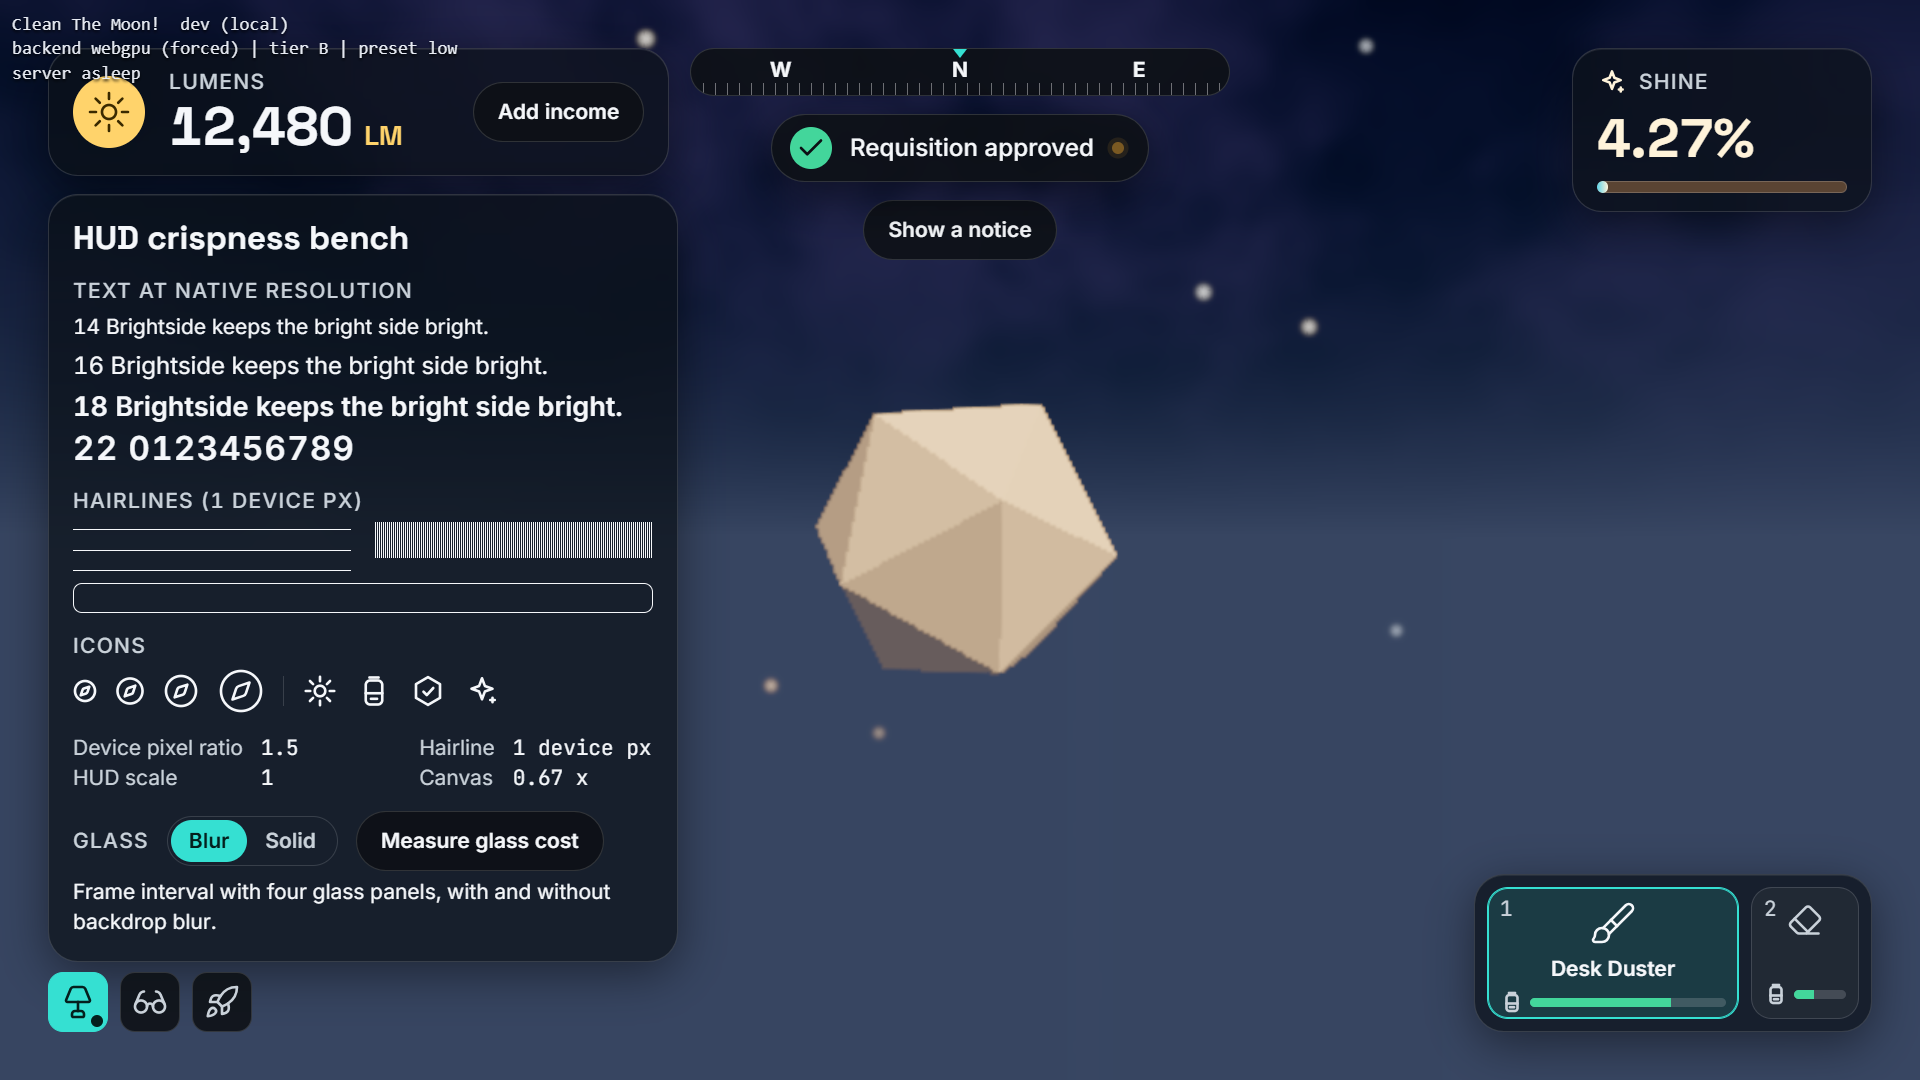 Clean The Moon!  dev (local)
backend webgpu (forced) | tier B | preset low
server asleep
LUMENS
12,480 LM
Add income
W N E
Requisition approved
Show a notice
SHINE
4.27%
HUD crispness bench
TEXT AT NATIVE RESOLUTION
14 Brightside keeps the bright side bright.
16 Brightside keeps the bright side bright.
18 Brightside keeps the bright side bright.
22 0123456789
HAIRLINES (1 DEVICE PX)
ICONS
Device pixel ratio 1.5 Hairline 1 device px
HUD scale 1 Canvas 0.67 x
GLASS Blur Solid Measure glass cost
Frame interval with four glass panels, with and without
backdrop blur.
1 2
Desk Duster